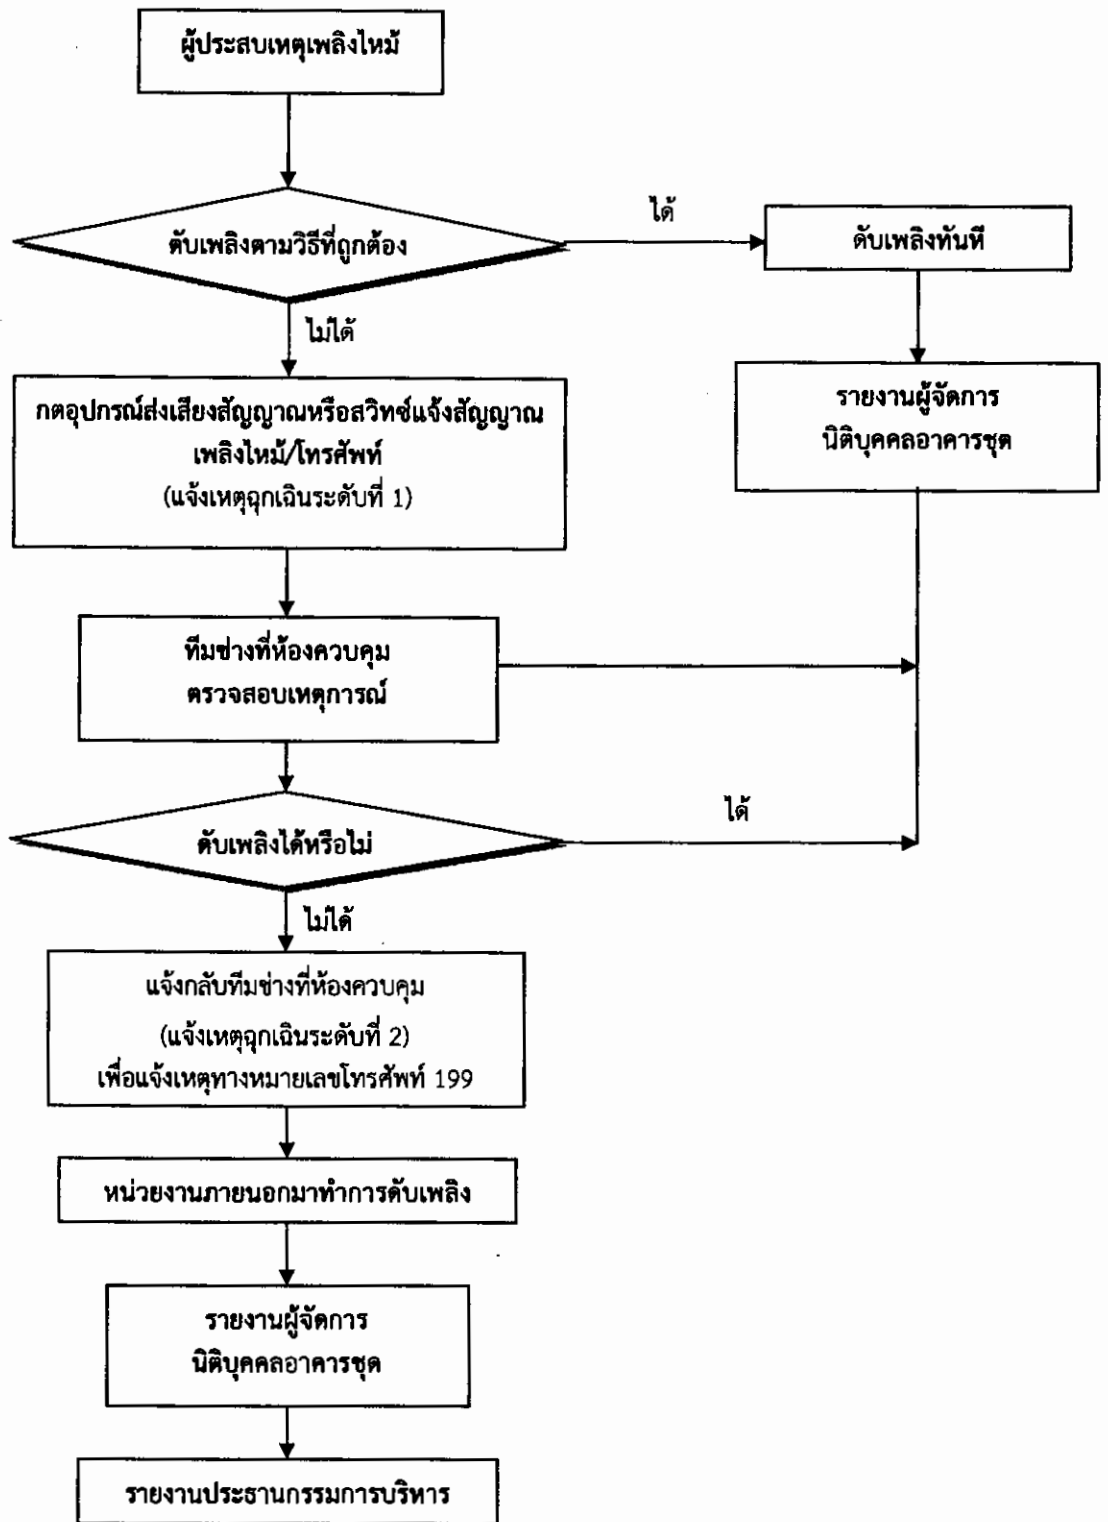 ผู้ประสบเหตุเพลิงไหม้
ดับเพลิงตามวิธีที่ถูกต้อง
ได้
ดับเพลิงทันที
ไม่ได้
รายงานผู้จัดการ
นิติบุคคลอาคารชุด
กดอุปกรณ์ส่งเสียงสัญญาณหรือสวิทซ์แจ้งสัญญาณ
เพลิงไหม้/โทรศัพท์
(แจ้งเหตุฉุกเฉินระดับที่ 1)
ทีมช่างที่ห้องควบคุม
ตรวจสอบเหตุการณ์
ดับเพลิงได้หรือไม่
ได้
ไม่ได้
แจ้งกลับทีมช่างที่ห้องควบคุม
(แจ้งเหตุฉุกเฉินระดับที่ 2)
เพื่อแจ้งเหตุทางหมายเลขโทรศัพท์ 199
หน่วยงานภายนอกมาทำการดับเพลิง
รายงานผู้จัดการ
นิติบุคคลอาคารชุด
รายงานประธานกรรมการบริหาร